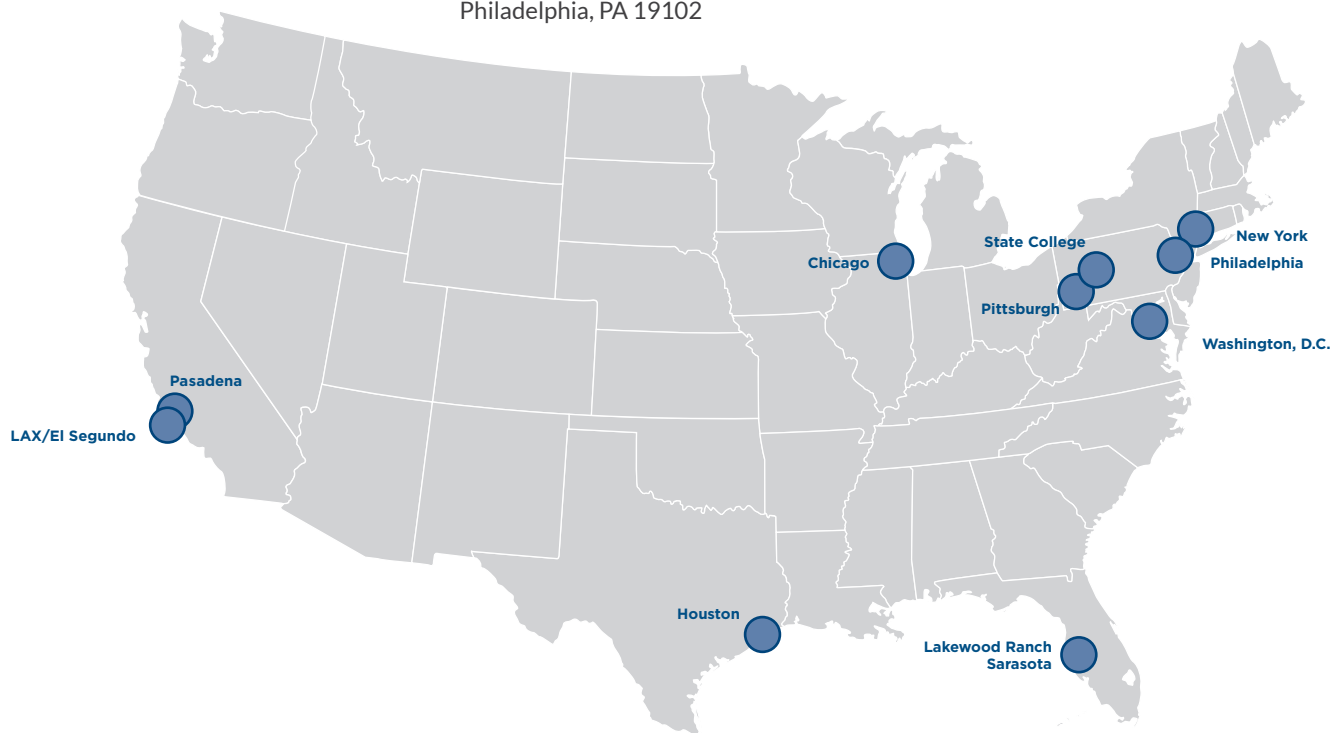 Philadelphia, PA 19102
New York
State College
Chicago
Philadelphia
Pittsburgh
Washington, D.C.
Pasadena
LAX/El Segundo
Houston
Lakewood Ranch
Sarasota